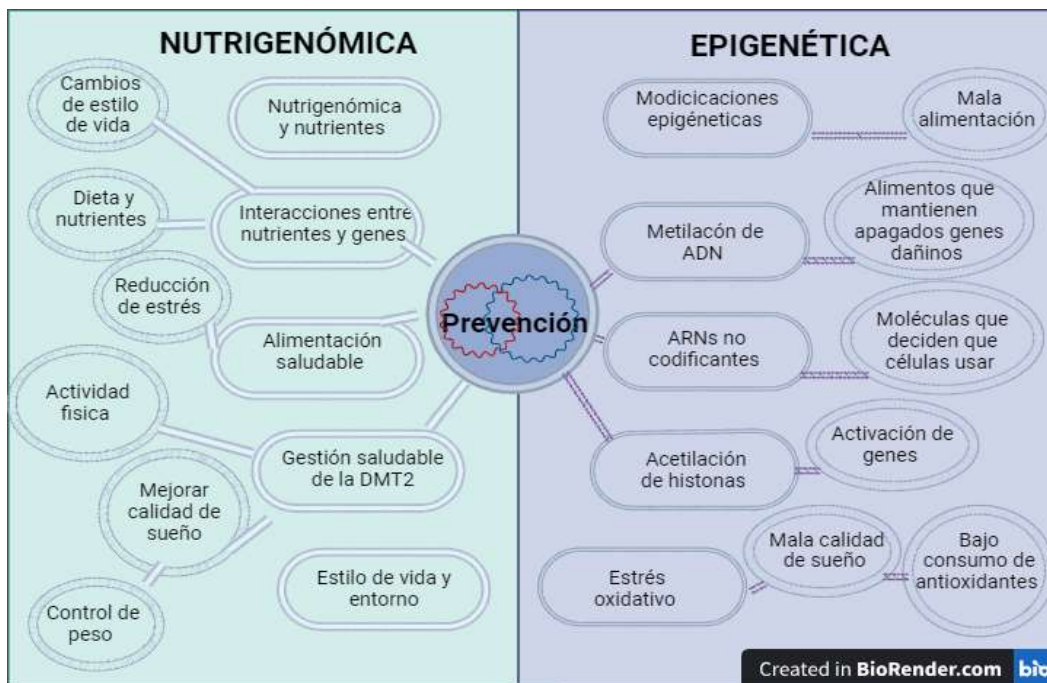 NUTRIGENÓMICA
Cambios
de estilo
de vida
Nutrigenómica
y nutrientes
Dieta y
nutrientes
Interacciones entre
nutrientes y genes
Reducción
de estrés
Alimentación
saludable
Actividad
fisica
Gestión saludable
de la DMT2
Mejorar
calidad de
sueño
Estilo de vida y
entorno
Control de
peso
Prevención
EPIGENÉTICA
Modicicaciones
epigéneticas
Mala
alimentación
Metilacón de
ADN
Alimentos que
mantienen
apagados genes
dañinos
ARNs no
codificantes
Moléculas que
deciden que
células usar
Acetilación
de histonas
Activación de
genes
Estrés
oxidativo
Mala calidad
de sueño
Bajo
consumo de
antioxidantes
Created in BioRender.com bio